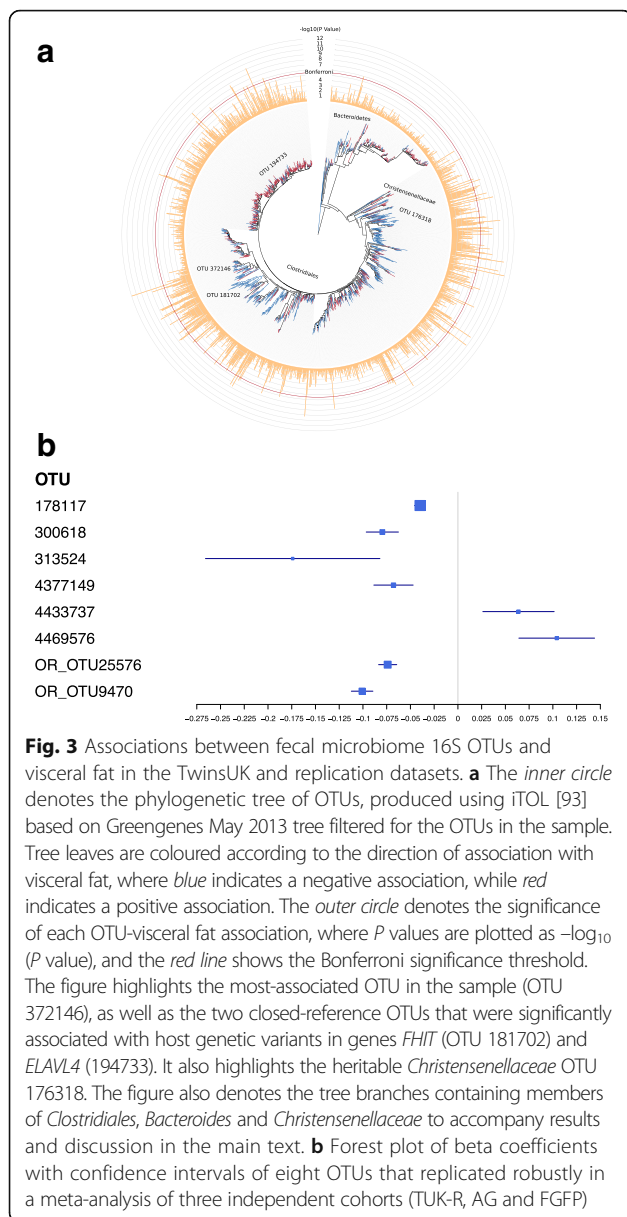 a
-log10(P Value)
12
11
10
9
8
7
Bonferroni
4
3
2
1
Bacteroidetes
OTU 194733
Christensenellaceae
OTU 178318
Clostridiales
OTU 372146
OTU 181702
b
OTU
178117
300618
313524
4377149
4433737
4469576
OR_OTU25576
OR_OTU9470
-0.275 -0.25 -0.225 -0.2 -0.175 -0.15 -0.125 -0.1 -0.075 -0.05 -0.025 0 0.025 0.05 0.075 0.1 0.125 0.15
Fig. 3 Associations between fecal microbiome 16S OTUs and
visceral fat in the TwinsUK and replication datasets. a The inner circle
denotes the phylogenetic tree of OTUs, produced using iTOL [93]
based on Greengenes May 2013 tree filtered for the OTUs in the sample.
Tree leaves are coloured according to the direction of association with
visceral fat, where blue indicates a negative association, while red
indicates a positive association. The outer circle denotes the significance
of each OTU-visceral fat association, where P values are plotted as –log10
(P value), and the red line shows the Bonferroni significance threshold.
The figure highlights the most-associated OTU in the sample (OTU
372146), as well as the two closed-reference OTUs that were significantly
associated with host genetic variants in genes FHIT (OTU 181702) and
ELAVL4 (194733). It also highlights the heritable Christensenellaceae OTU
176318. The figure also denotes the tree branches containing members
of Clostridiales, Bacteroides and Christensenellaceae to accompany results
and discussion in the main text. b Forest plot of beta coefficients
with confidence intervals of eight OTUs that replicated robustly in
a meta-analysis of three independent cohorts (TUK-R, AG and FGFP)